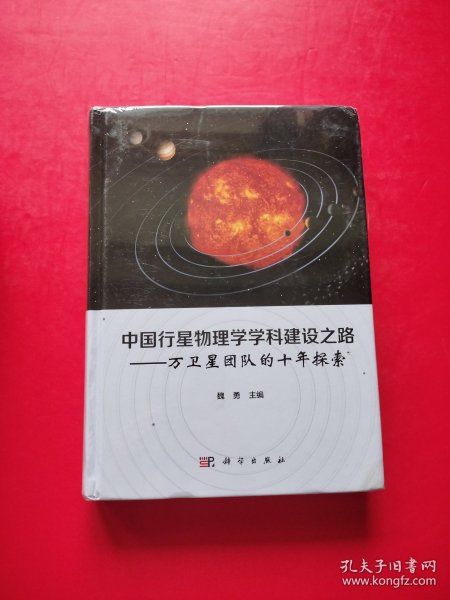 中国行星物理学学科建设之路
——万卫星团队的十年探索
魏 勇 主编
SP 科学出版社
孔夫子旧书网
www.kongfz.com